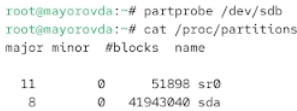 root@mayorovda:~# partprobe /dev/sdb
root@mayorovda:~# cat /proc/partitions
major minor  #blocks  name

  11        0      51898 sr0
   8        0   41943040 sda